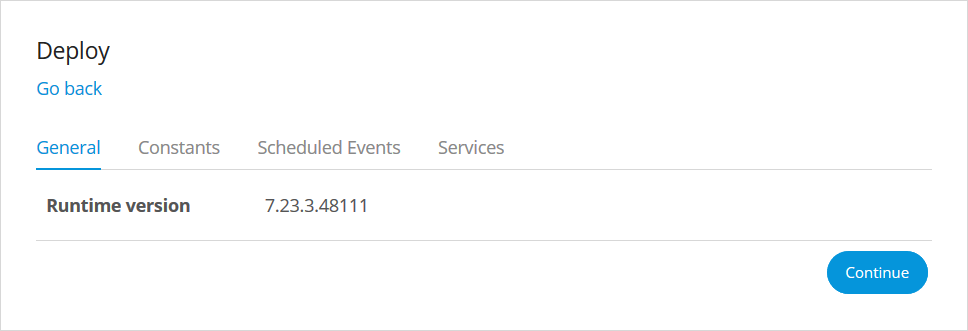 Deploy
Go back
General Constants Scheduled Events Services
Runtime version 7.23.3.48111
Continue